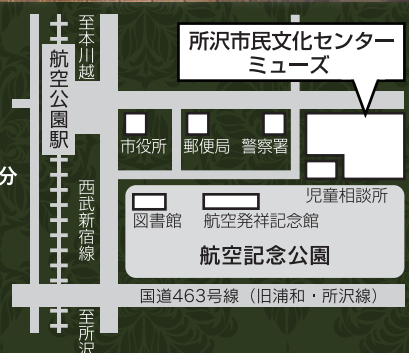 至本川越
所沢市民文化センター
ミューズ
航空公園駅
市役所
郵便局
警察署
分
西武新宿線
児童相談所
図書館
航空発祥記念館
航空記念公園
国道463号線（旧浦和・所沢線）
至所沢